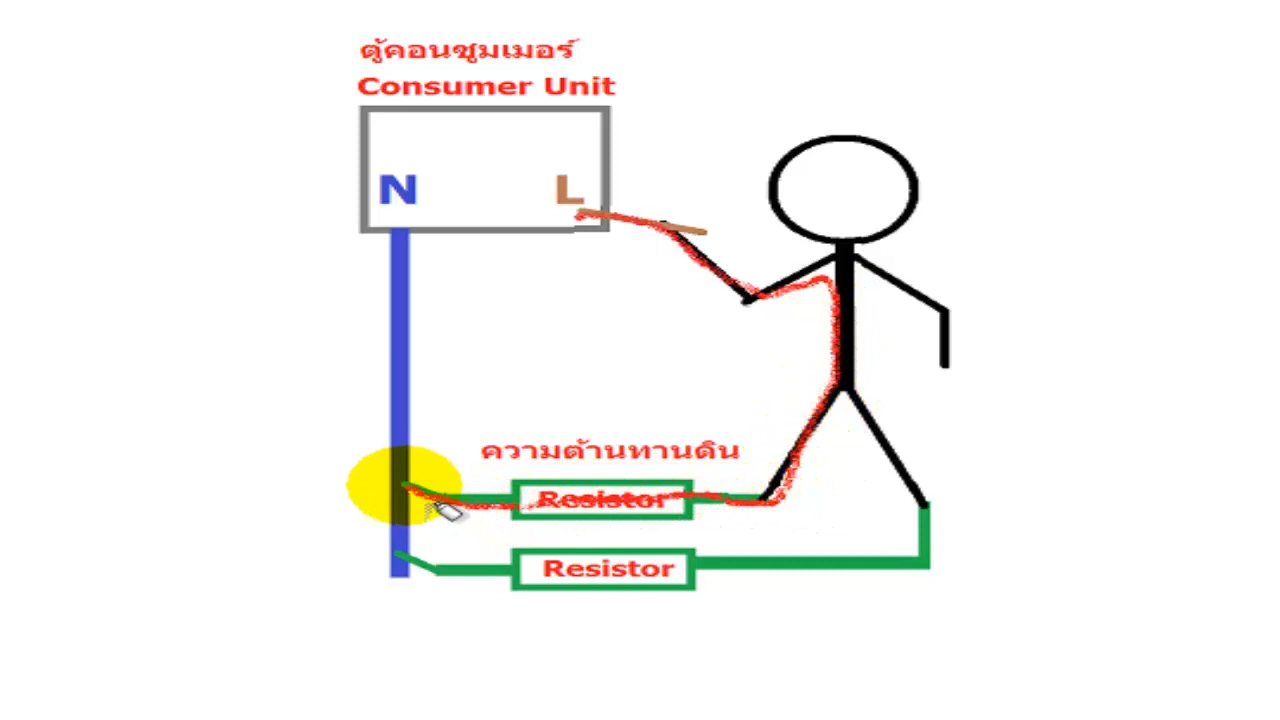 ตู้คอนซูมเมอร์
Consumer Unit
N L
ความต้านทานดิน
Resistor
Resistor